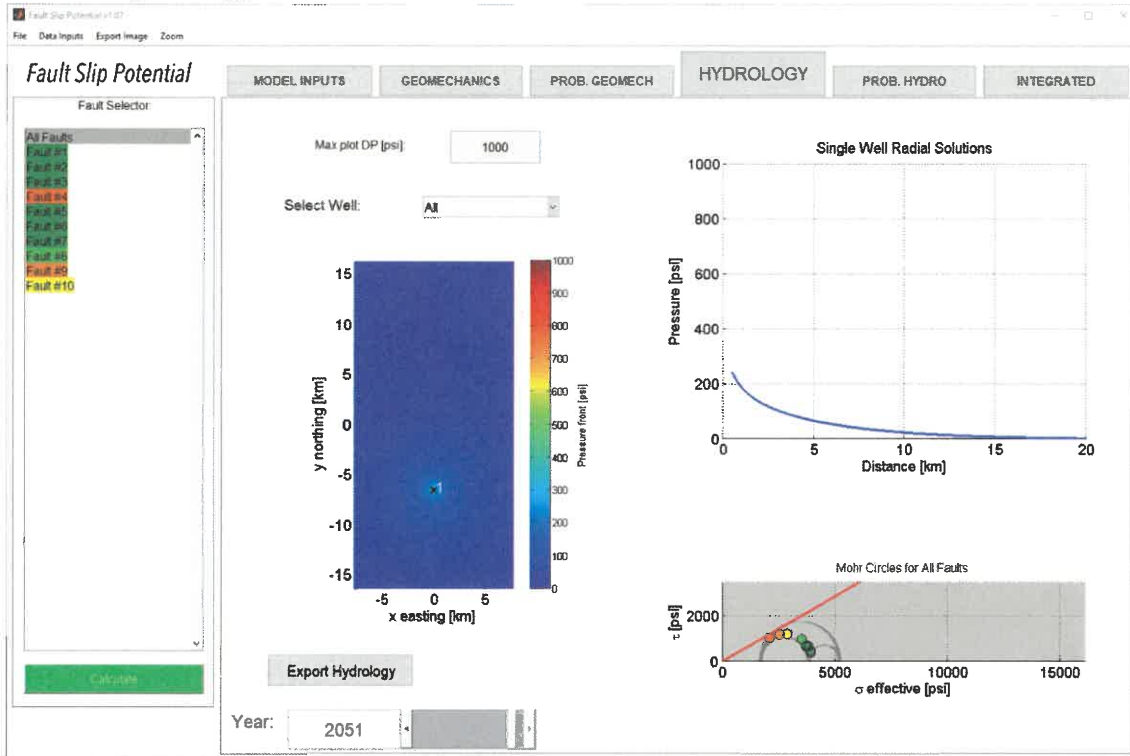 Fault Slip Potential v1.07
File Data Inputs Export Image Zoom
Fault Slip Potential
MODEL INPUTS GEOMECHANICS PROB. GEOMECH HYDROLOGY PROB. HYDRO INTEGRATED
Fault Selector
All Faults
Fault #1
Fault #2
Fault #3
Fault #4
Fault #5
Fault #6
Fault #7
Fault #8
Fault #9
Fault #10
Calculate
Max plot DP [psi]: 1000
Select Well: All
15
10
5
0
-5
-10
-15
y northing [km]
1
-5 0 5
x easting [km]
1000
900
800
700
600
500
400
300
200
100
0
Pressure front [psi]
Export Hydrology
Year: 2051
Single Well Radial Solutions
1000
800
600
400
200
0
Pressure [psi]
0 5 10 15 20
Distance [km]
Mohr Circles for All Faults
2000
0
τ [psi]
0 5000 10000 15000
σ effective [psi]